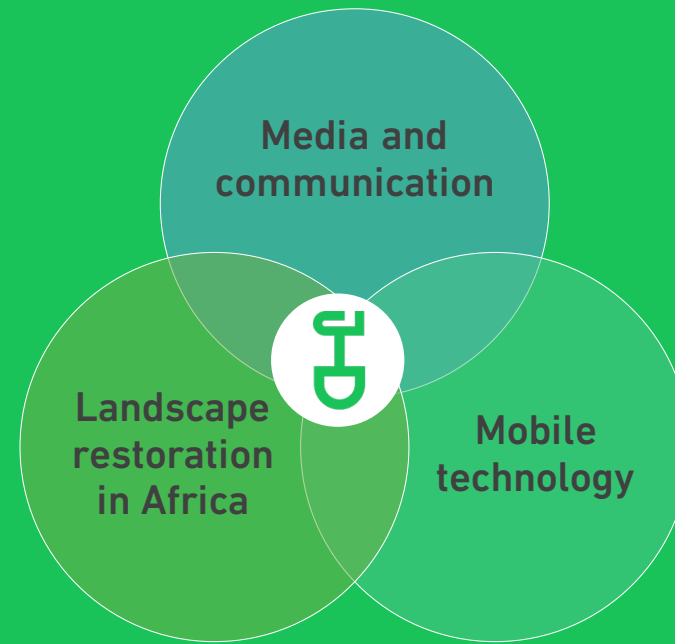 Media and
communication
Landscape
restoration
in Africa
Mobile
technology